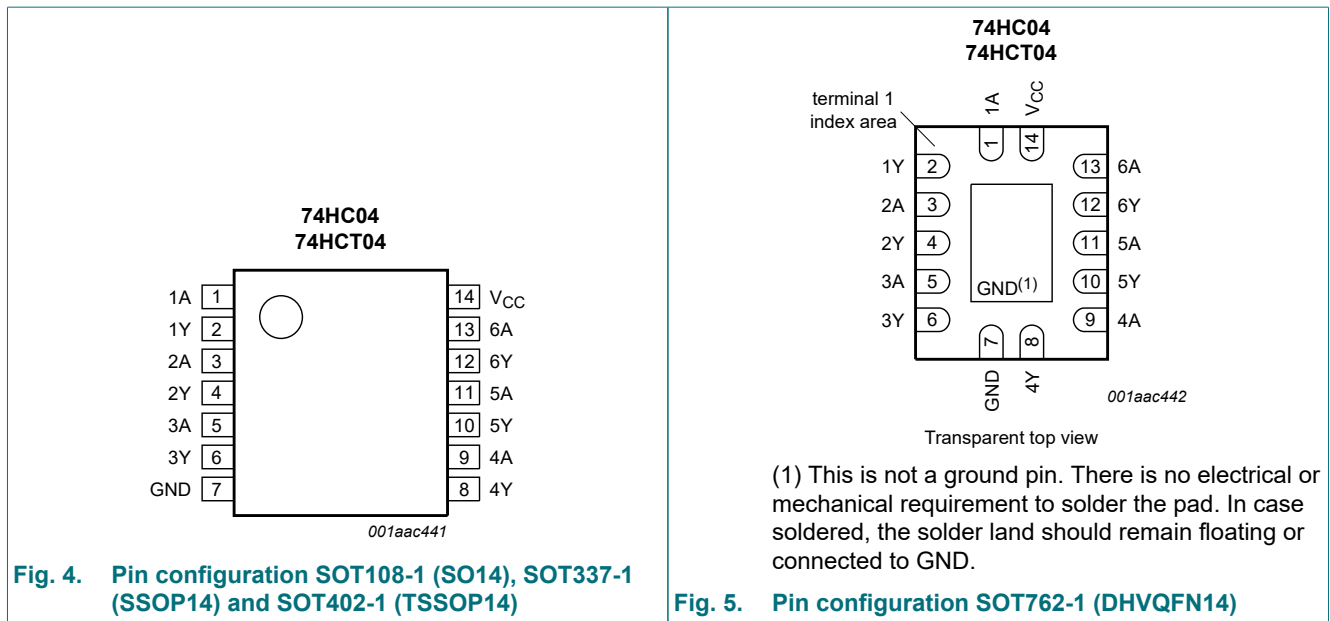 74HC04
74HCT04
1A 1
1Y 2
2A 3
2Y 4
3A 5
3Y 6
GND 7
14 VCC
13 6A
12 6Y
11 5A
10 5Y
9 4A
8 4Y
001aac441
Fig. 4. Pin configuration SOT108-1 (SO14), SOT337-1
(SSOP14) and SOT402-1 (TSSOP14)
74HC04
74HCT04
terminal 1
index area
1A
VCC
1
14
1Y 2
2A 3
2Y 4
3A 5
3Y 6
13 6A
12 6Y
11 5A
10 5Y
9 4A
GND(1)
7
8
GND
4Y
001aac442
Transparent top view
(1) This is not a ground pin. There is no electrical or
mechanical requirement to solder the pad. In case
soldered, the solder land should remain floating or
connected to GND.
Fig. 5. Pin configuration SOT762-1 (DHVQFN14)